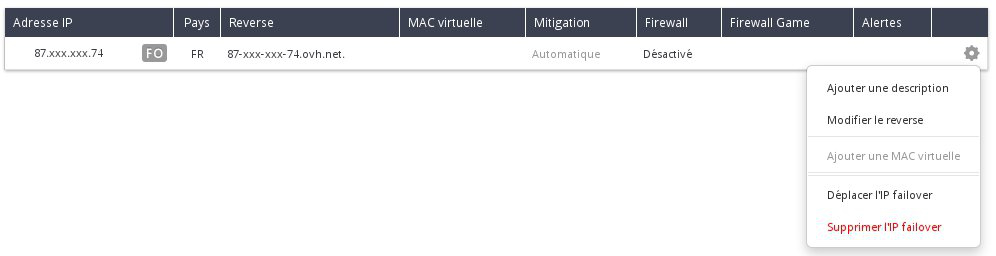 Adresse IP Pays Reverse MAC virtuelle Mitigation Firewall Firewall Game Alertes
87.xxx.xxx.74 FO FR 87-xxx-xxx-74.ovh.net. Automatique Désactivé
Ajouter une description
Modifier le reverse
Ajouter une MAC virtuelle
Déplacer l'IP failover
Supprimer l'IP failover